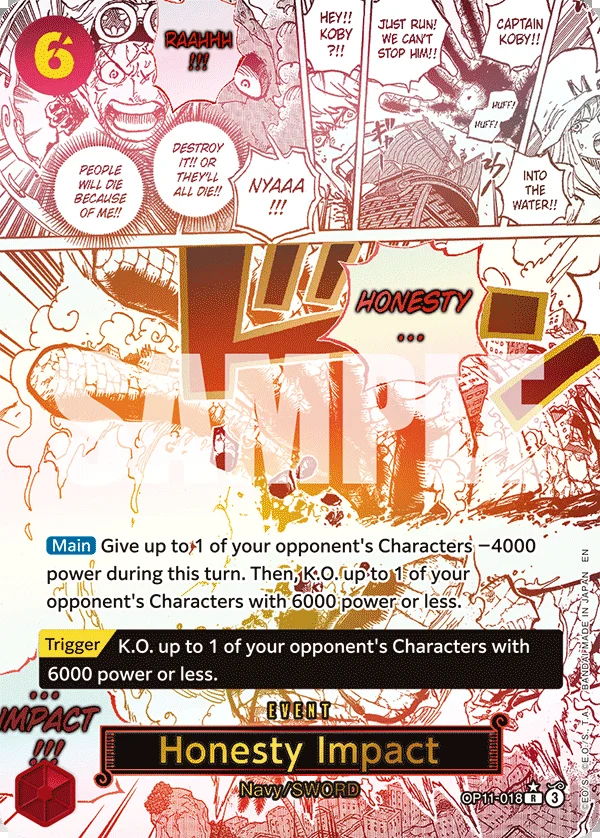 6
RAAHHH
!!!
HEY!!
KOBY
?!!
JUST RUN!
WE CAN'T
STOP HIM!!
CAPTAIN
KOBY!!
HUFF!
HUFF!
PEOPLE
WILL DIE
BECAUSE
OF ME!!
DESTROY
IT!! OR
THEY'LL
ALL DIE!!
NYAAA
!!!
INTO
THE
WATER!!
HONESTY
...
SAMPLE
Main Give up to 1 of your opponent's Characters −4000
power during this turn. Then, K.O. up to 1 of your
opponent's Characters with 6000 power or less.
Trigger K.O. up to 1 of your opponent's Characters with
6000 power or less.
...
IMPACT
!!!
EVENT
Honesty Impact
Navy/SWORD
OP11-018 R 3
©E.O./S. ©E.O./S., T.A. BANDAI MADE IN JAPAN EN